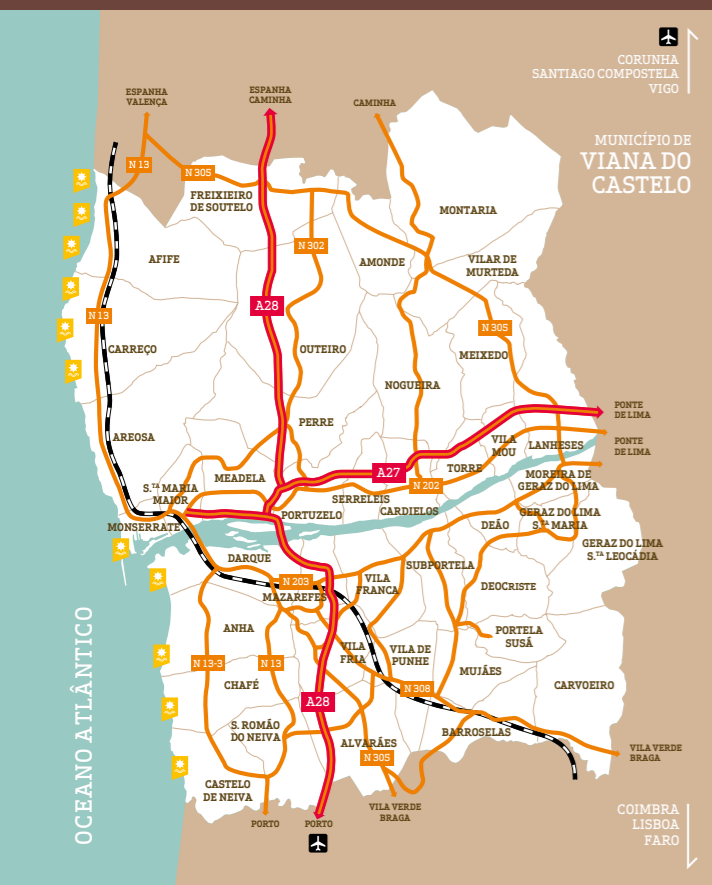 CORUNHA
SANTIAGO COMPOSTELA
VIGO
MUNICÍPIO DE
VIANA DO
CASTELO
ESPANHA
VALENÇA
ESPANHA
CAMINHA
CAMINHA
N 13
N 305
FREIXIEIRO
DE SOUTELO
MONTARIA
N 302
AFIFE
AMONDE
VILAR DE
MURTEDA
A28
N 13
N 305
CARREÇO
OUTEIRO
MEIXEDO
NOGUEIRA
PONTE
DE LIMA
PERRE
AREOSA
VILA
MOU
LANHESES
PONTE
DE LIMA
A27
TORRE
MEADELA
N 202
MOREIRA DE
GERAZ DO LIMA
S.TA MARIA
MAIOR
SERRELEIS
CARDIELOS
PORTUZELO
GERAZ DO LIMA
S.TA MARIA
MONSERRATE
DEÃO
GERAZ DO LIMA
S.TA LEOCÁDIA
DARQUE
SUBPORTELA
N 203
VILA
FRANCA
DEOCRISTE
MAZAREFES
ANHA
PORTELA
SUSÃ
VILA
FRIA
VILA DE
PUNHE
N 13-3
N 13
MUJÃES
CHAFÉ
N 308
CARVOEIRO
A28
S. ROMÃO
DO NEIVA
BARROSELAS
ALVARÃES
N 305
VILA VERDE
BRAGA
CASTELO
DE NEIVA
VILA VERDE
BRAGA
PORTO
PORTO
OCEANO ATLÂNTICO
COIMBRA
LISBOA
FARO